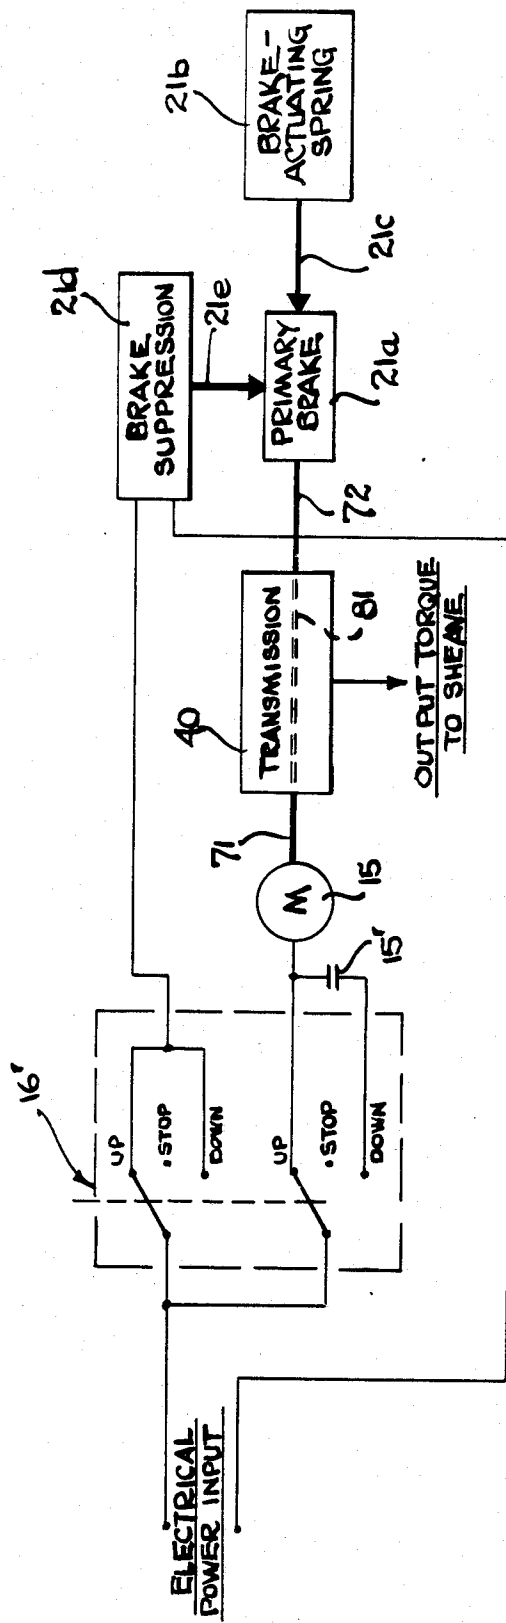 ELECTRICAL
POWER INPUT
16'
UP
STOP
DOWN
UP
STOP
DOWN
15'
M
15
71
40
TRANSMISSION
81
OUTPUT TORQUE
TO SHEAVE
72
PRIMARY
BRAKE
21a
21e
BRAKE
SUPPRESSION
21d
21c
BRAKE-
ACTUATING
SPRING
21b